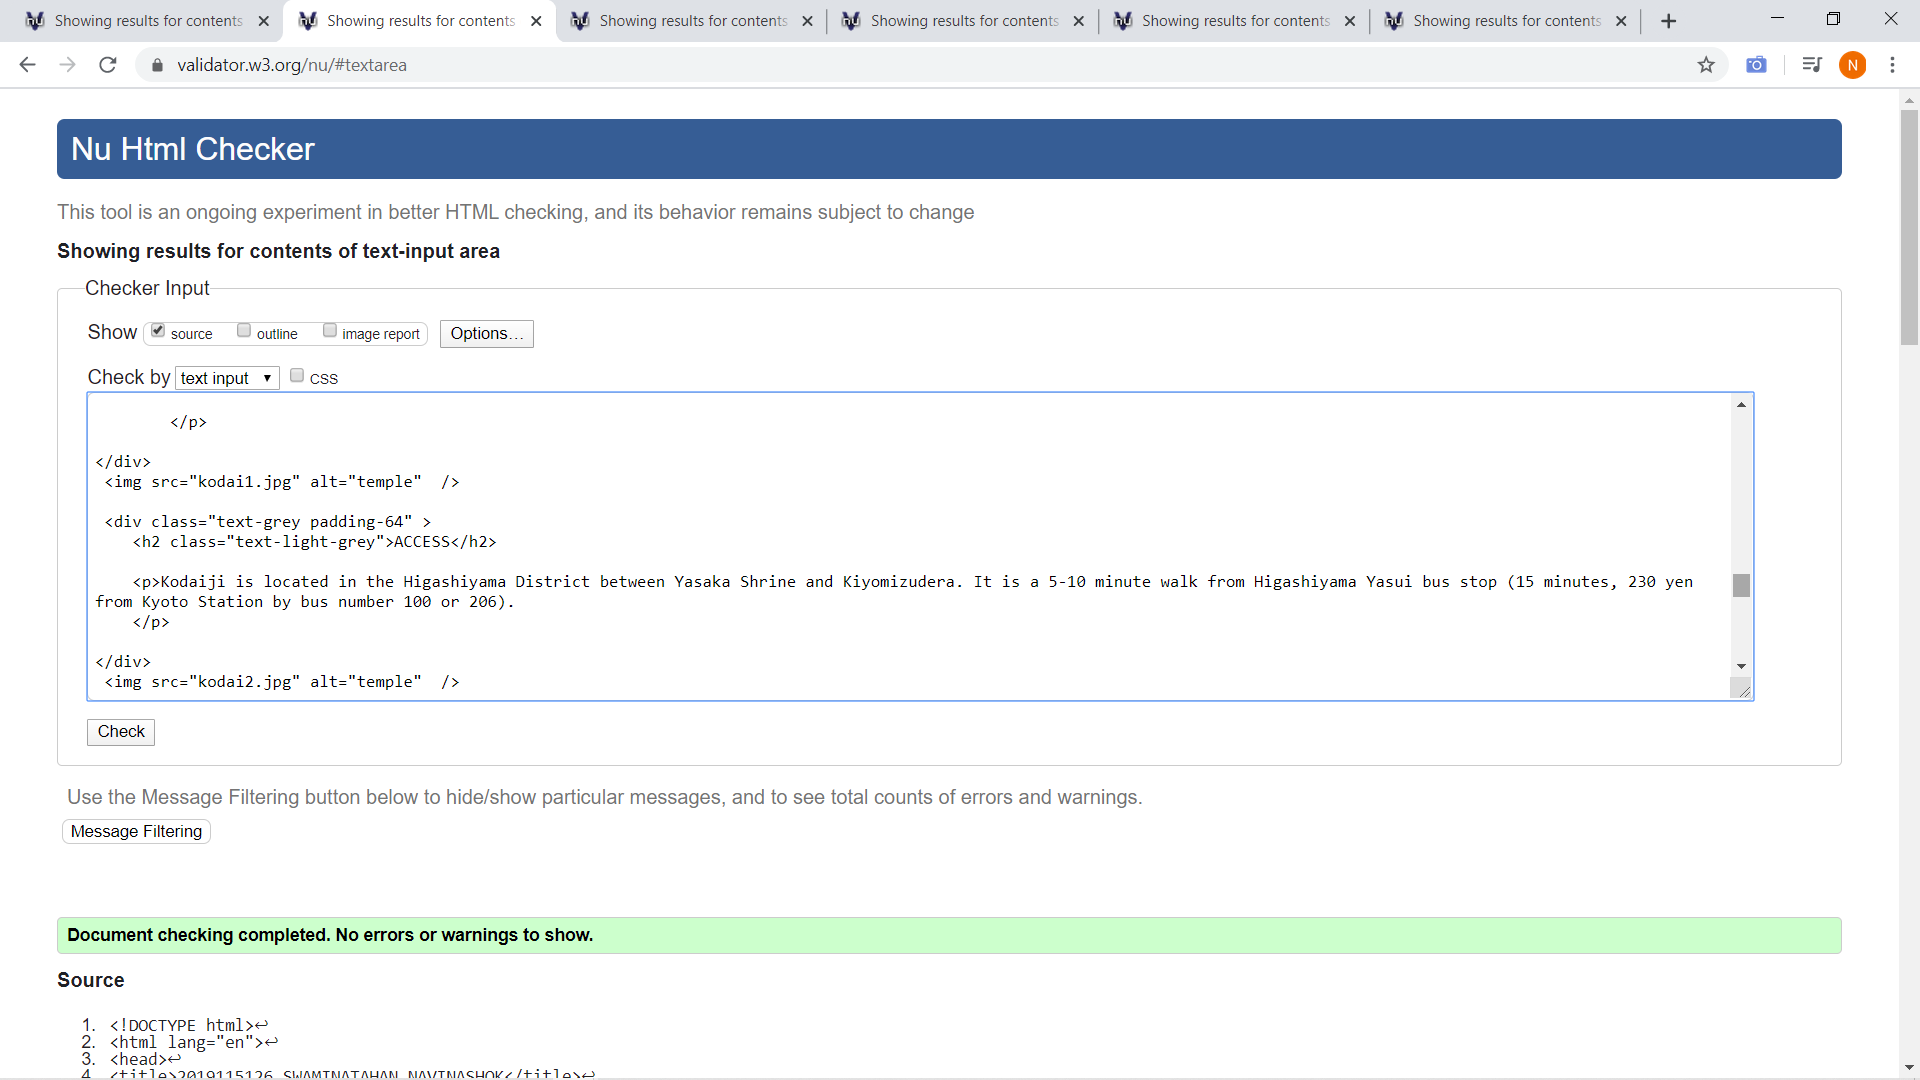 Showing results for contents
Showing results for contents
Showing results for contents
Showing results for contents
Showing results for contents
Showing results for contents
validator.w3.org/nu/#textarea
N
Nu Html Checker
This tool is an ongoing experiment in better HTML checking, and its behavior remains subject to change
Showing results for contents of text-input area
Checker Input
Show source outline image report Options...
Check by text input CSS
</p>
</div>
<img src="kodai1.jpg" alt="temple"  />
<div class="text-grey padding-64" >
<h2 class="text-light-grey">ACCESS</h2>
<p>Kodaiji is located in the Higashiyama District between Yasaka Shrine and Kiyomizudera. It is a 5-10 minute walk from Higashiyama Yasui bus stop (15 minutes, 230 yen
from Kyoto Station by bus number 100 or 206).
</p>
</div>
<img src="kodai2.jpg" alt="temple"  />
Check
Use the Message Filtering button below to hide/show particular messages, and to see total counts of errors and warnings.
Message Filtering
Document checking completed. No errors or warnings to show.
Source
1. <!DOCTYPE html>↩
2. <html lang="en">↩
3. <head>↩
4. <title>2019115126 SWAMINATAHAN NAVINASHOK</title>↩